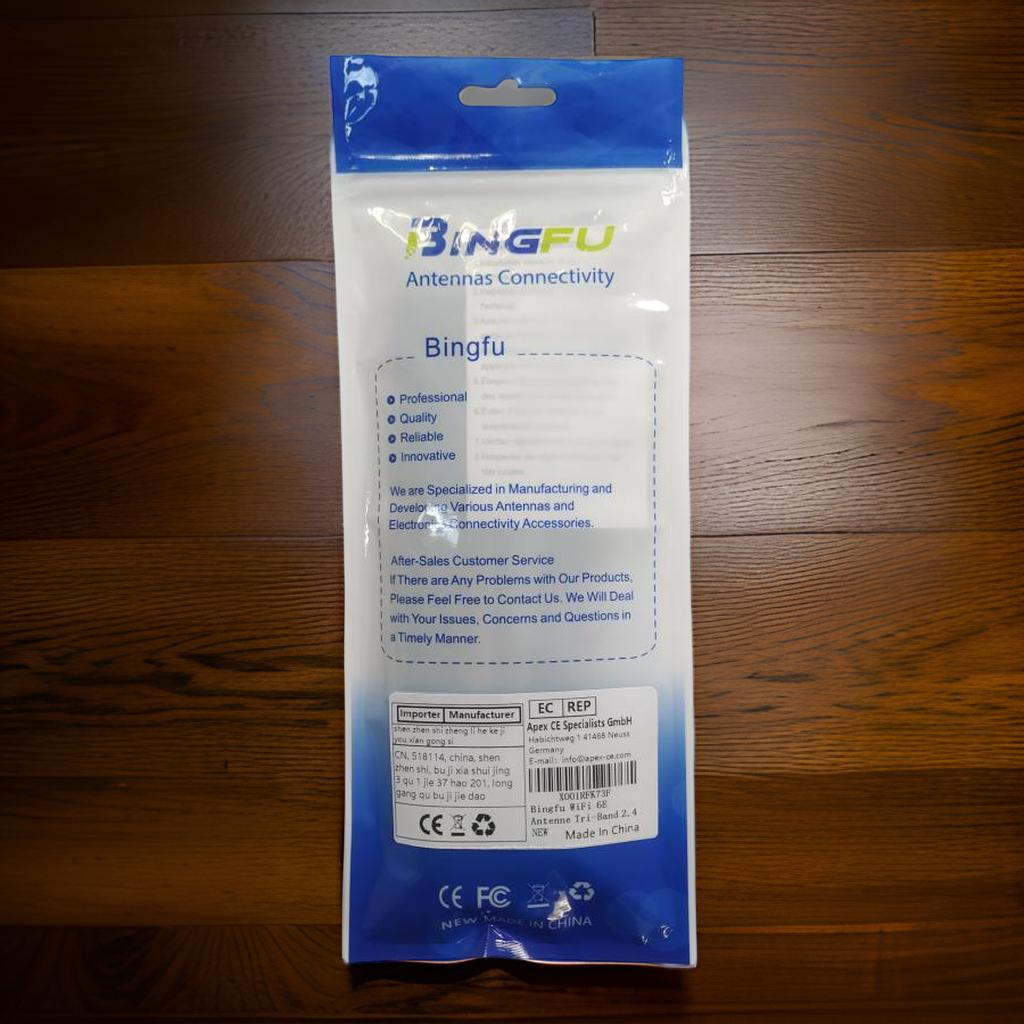 BINGFU
Antennas Connectivity
Bingfu
Professional
Quality
Reliable
Innovative
We are Specialized in Manufacturing and
Developing Various Antennas and
Electronic Connectivity Accessories.
After-Sales Customer Service
If There are Any Problems with Our Products,
Please Feel Free to Contact Us. We Will Deal
with Your Issues, Concerns and Questions in
a Timely Manner.
Importer Manufacturer
shen zhen shi zheng li he ke ji
you xian gong si
CN, 518114, china, shen
zhen shi, bu ji xia shui jing
3 qu 1 jie 37 hao 201, long
gang qu bu ji jie dao
CE
EC REP
Apex CE Specialists GmbH
Habichtweg 1 41468 Neuss
Germany
E-mail: info@apex-ce.com
X001RFK73F
Bingfu WiFi 6E
Antenne Tri-Band 2.4
NEW Made In China
CE FC
NEW MADE IN CHINA